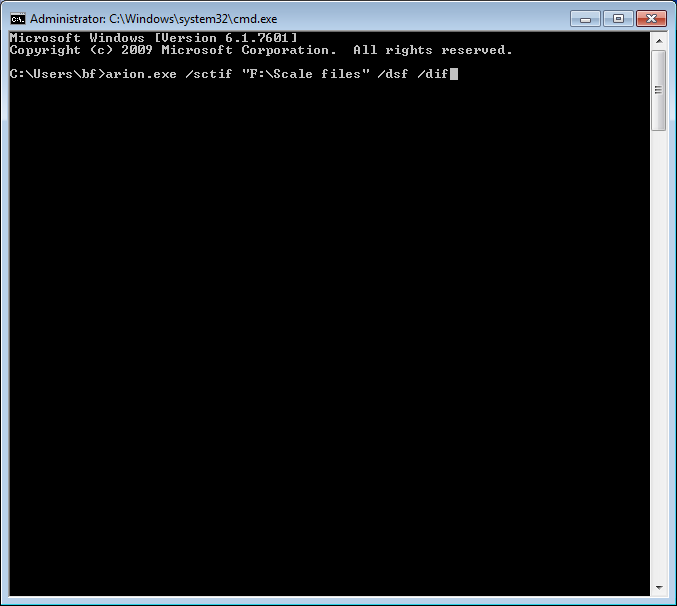 Administrator: C:\Windows\system32\cmd.exe
Microsoft Windows [Version 6.1.7601]
Copyright (c) 2009 Microsoft Corporation.  All rights reserved.
C:\Users\bf>arion.exe /sctif "F:\Scale files" /dsf /dif